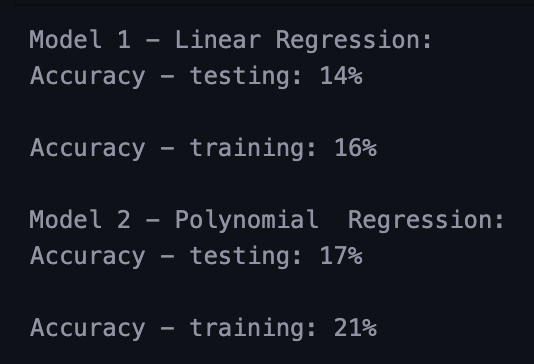 Model 1 – Linear Regression:
Accuracy – testing: 14%
Accuracy – training: 16%
Model 2 – Polynomial  Regression:
Accuracy – testing: 17%
Accuracy – training: 21%